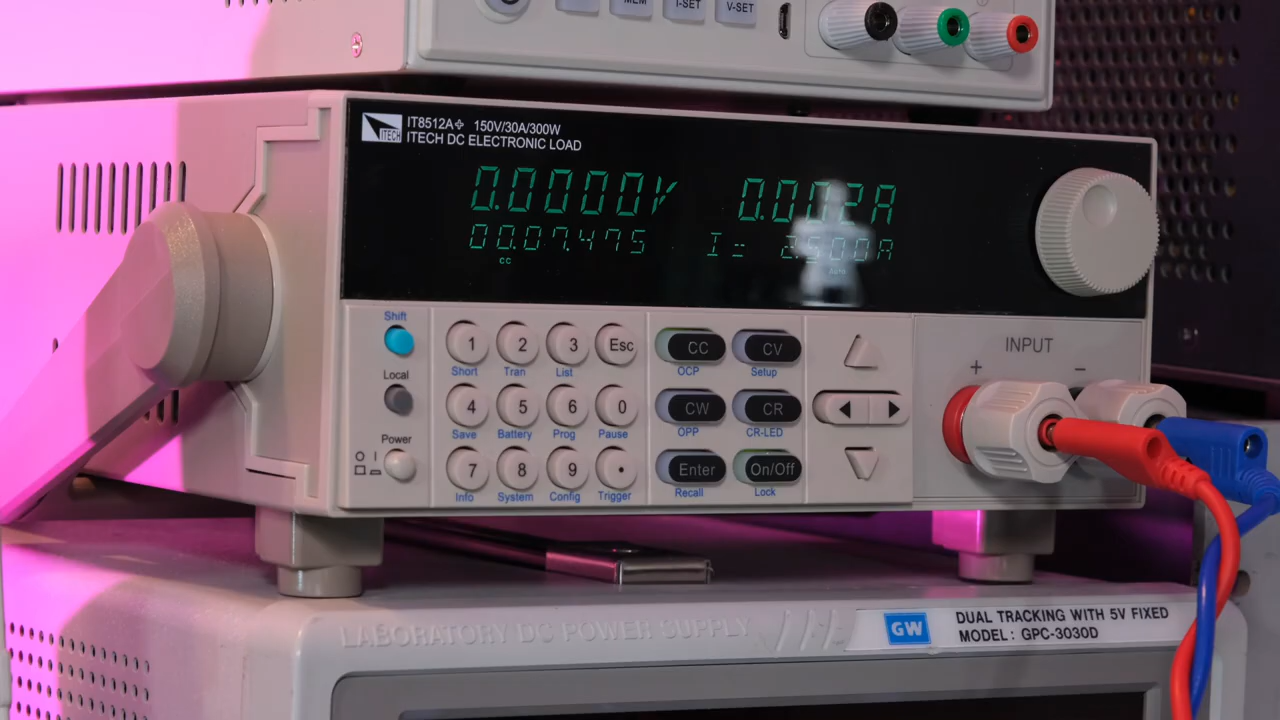 MEM
I-SET
V-SET
ITECH
IT8512A+ 150V/30A/300W
ITECH DC ELECTRONIC LOAD
0.0000V 0.002A
00.07.475 I = 2.500A
CC
Auto
Shift
Local
Power
1 2 3 Esc
Short Tran List
4 5 6 0
Save Battery Prog Pause
7 8 9 •
Info System Config Trigger
CC CV
OCP Setup
CW CR
OPP CR-LED
Enter On/Off
Recall Lock
INPUT
+ −
LABORATORY DC POWER SUPPLY
GW
DUAL TRACKING WITH 5V FIXED
MODEL : GPC-3030D